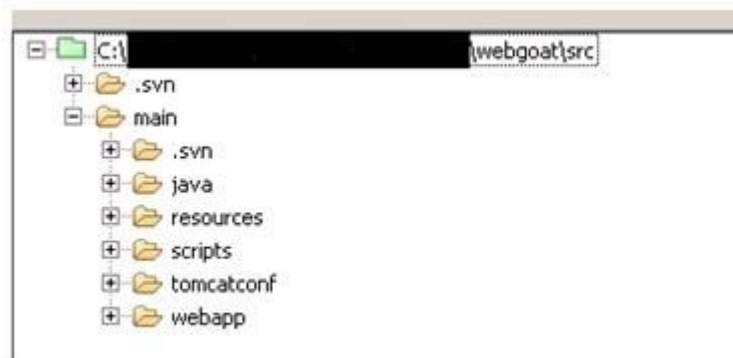 C:\ \webgoat\src
.svn
main
.svn
java
resources
scripts
tomcatconf
webapp